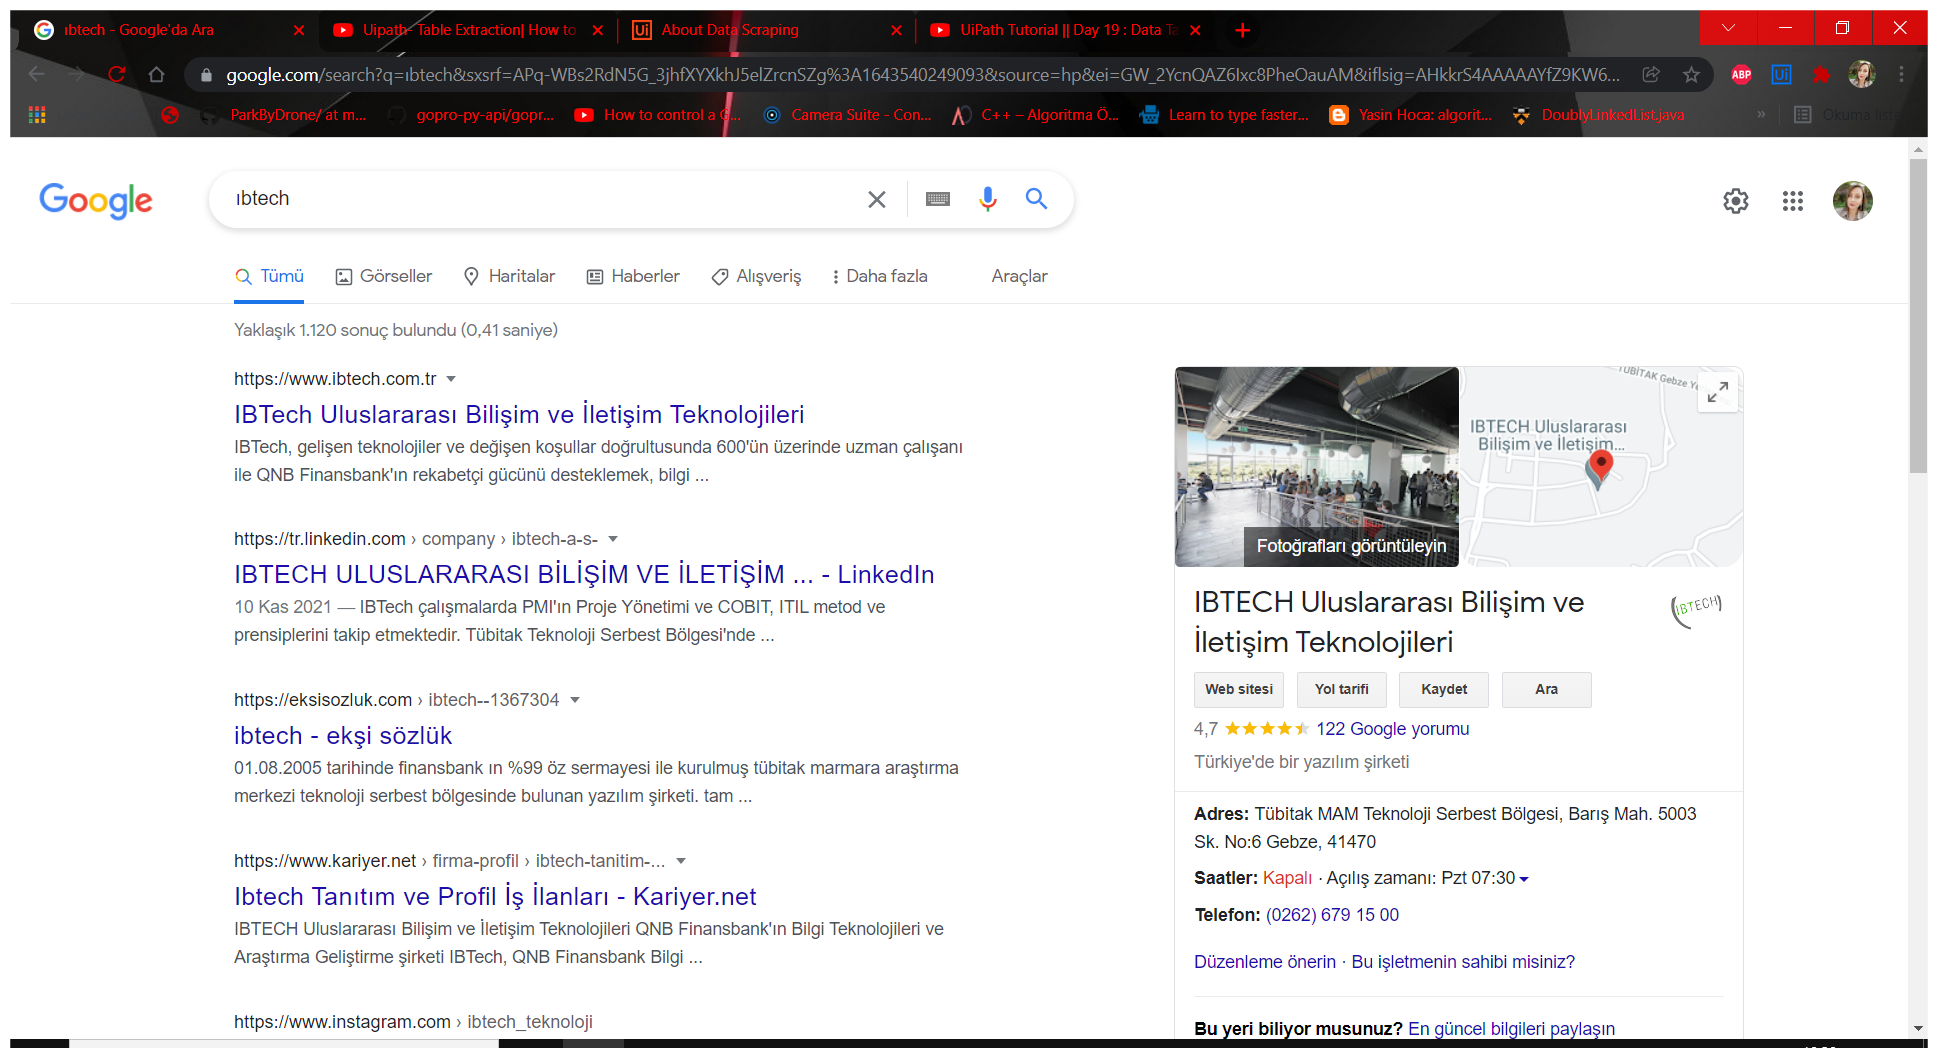 ıbtech - Google'da Ara
Uipath- Table Extraction| How to
Ui About Data Scraping
UiPath Tutorial || Day 19 : Data Ta
google.com/search?q=ıbtech&sxsrf=APq-WBs2RdN5G_3jhfXYXkhJ5elZrcnSZg%3A1643540249093&source=hp&ei=GW_2YcnQAZ6Ixc8PheOauAM&iflsig=AHkkrS4AAAAAYfZ9KW6...
ABP
Ui
ParkByDrone/ at m...
gopro-py-api/gopr...
How to control a G...
Camera Suite - Con...
C++ – Algoritma Ö...
Learn to type faster...
Yasin Hoca: algorit...
DoublyLinkedList.java
»
Okuma listesi
Google
ıbtech
Tümü
Görseller
Haritalar
Haberler
Alışveriş
Daha fazla
Araçlar
Yaklaşık 1.120 sonuç bulundu (0,41 saniye)
https://www.ibtech.com.tr
IBTech Uluslararası Bilişim ve İletişim Teknolojileri
IBTech, gelişen teknolojiler ve değişen koşullar doğrultusunda 600'ün üzerinde uzman çalışanı
ile QNB Finansbank'ın rekabetçi gücünü desteklemek, bilgi ...
https://tr.linkedin.com › company › ibtech-a-s-
IBTECH ULUSLARARASI BİLİŞİM VE İLETİŞİM ... - LinkedIn
10 Kas 2021 — IBTech çalışmalarda PMI'ın Proje Yönetimi ve COBIT, ITIL metod ve
prensiplerini takip etmektedir. Tübitak Teknoloji Serbest Bölgesi'nde ...
https://eksisozluk.com › ibtech--1367304
ibtech - ekşi sözlük
01.08.2005 tarihinde finansbank ın %99 öz sermayesi ile kurulmuş tübitak marmara araştırma
merkezi teknoloji serbest bölgesinde bulunan yazılım şirketi. tam ...
https://www.kariyer.net › firma-profil › ibtech-tanitim-...
Ibtech Tanıtım ve Profil İş İlanları - Kariyer.net
IBTECH Uluslararası Bilişim ve İletişim Teknolojileri QNB Finansbank'ın Bilgi Teknolojileri ve
Araştırma Geliştirme şirketi IBTech, QNB Finansbank Bilgi ...
https://www.instagram.com › ibtech_teknoloji
Fotoğrafları görüntüleyin
TÜBİTAK Gebze Ye
IBTECH Uluslararası
Bilişim ve İletişim...
IBTECH Uluslararası Bilişim ve
İletişim Teknolojileri
IBTECH
Web sitesi
Yol tarifi
Kaydet
Ara
4,7 122 Google yorumu
Türkiye'de bir yazılım şirketi
Adres: Tübitak MAM Teknoloji Serbest Bölgesi, Barış Mah. 5003
Sk. No:6 Gebze, 41470
Saatler: Kapalı · Açılış zamanı: Pzt 07:30
Telefon: (0262) 679 15 00
Düzenleme önerin · Bu işletmenin sahibi misiniz?
Bu yeri biliyor musunuz? En güncel bilgileri paylaşın